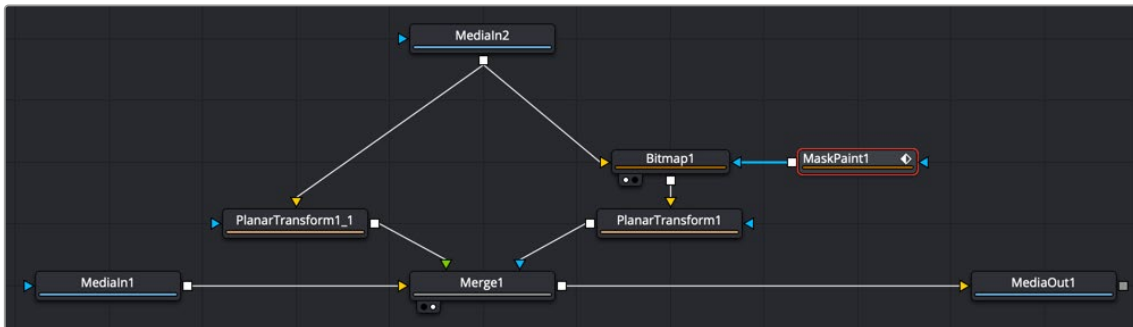 MediaIn2
Bitmap1
MaskPaint1
PlanarTransform1_1
PlanarTransform1
MediaIn1
Merge1
MediaOut1